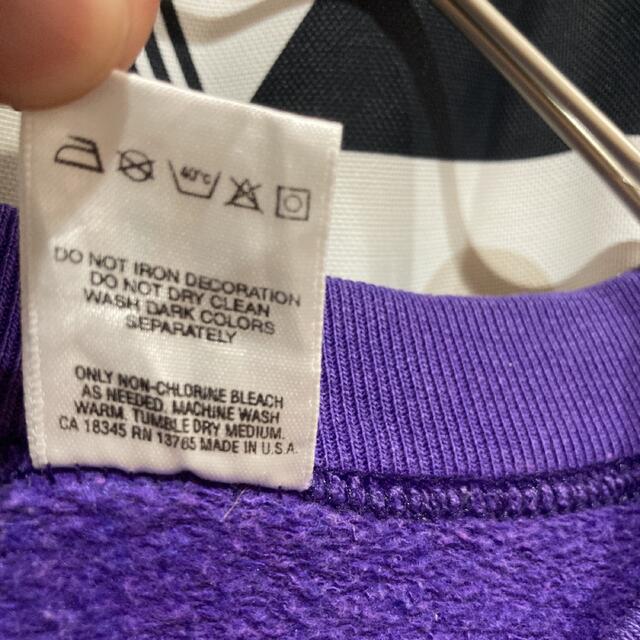 40°C
DO NOT IRON DECORATION
DO NOT DRY CLEAN
WASH DARK COLORS
SEPARATELY
ONLY NON-CHLORINE BLEACH
AS NEEDED. MACHINE WASH
WARM. TUMBLE DRY MEDIUM.
CA 18345 RN 13765 MADE IN U.S.A.